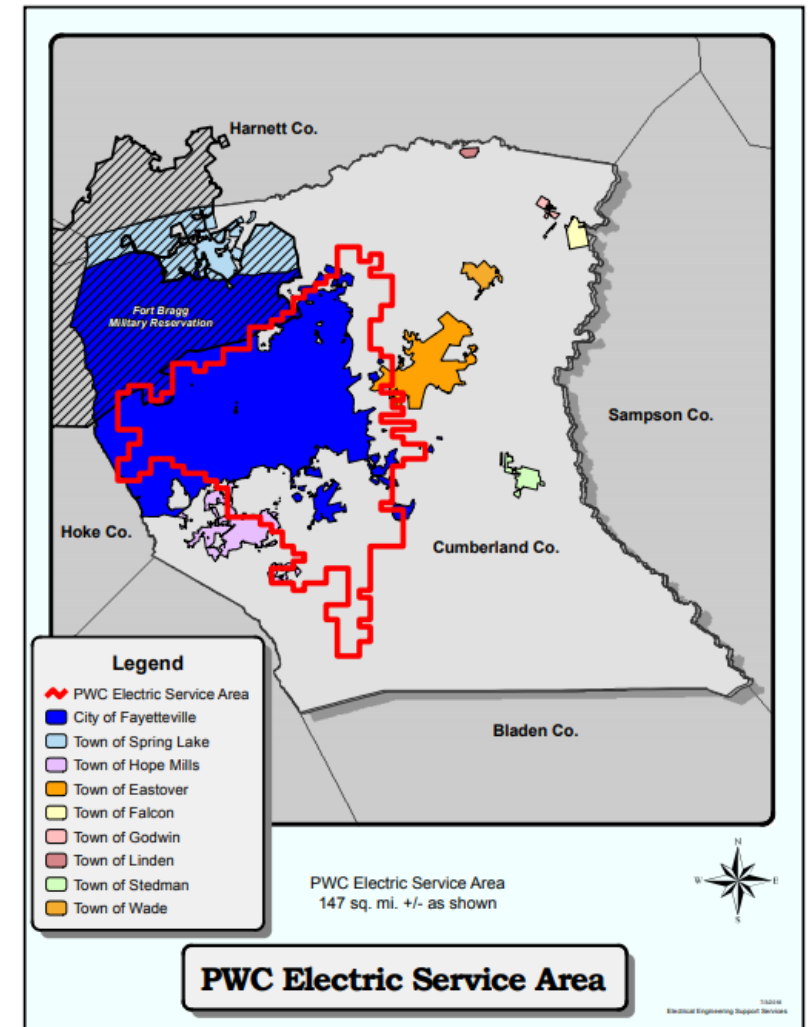 Harnett Co.
Fort Bragg
Military Reservation
Sampson Co.
Hoke Co.
Cumberland Co.
Bladen Co.
Legend
PWC Electric Service Area
City of Fayetteville
Town of Spring Lake
Town of Hope Mills
Town of Eastover
Town of Falcon
Town of Godwin
Town of Linden
Town of Stedman
Town of Wade
PWC Electric Service Area
147 sq. mi. +/- as shown
N
W E
S
PWC Electric Service Area
Electrical Engineering Support Services